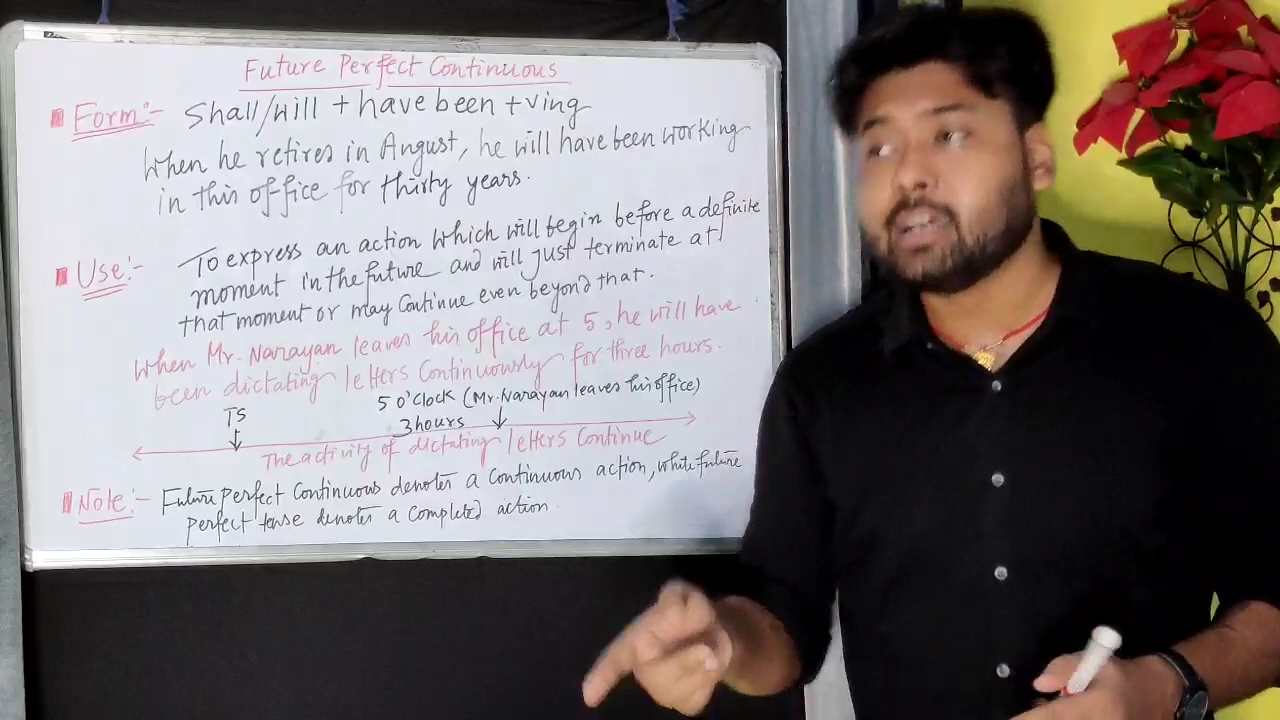 Future Perfect Continuous
Form:- Shall/will + have been + ving
When he retires in August, he will have been working
in this office for thirty years.
Use:- To express an action which will begin before a definite
moment in the future and will just terminate at
that moment or may continue even beyond that.
When Mr. Narayan leaves his office at 5, he will have
been dictating letters continuously for three hours.
TS
5 o'clock (Mr. Narayan leaves his office)
3 hours
The activity of dictating letters continue
Note:- Future perfect continuous denotes a continuous action, while future
perfect tense denotes a completed action.